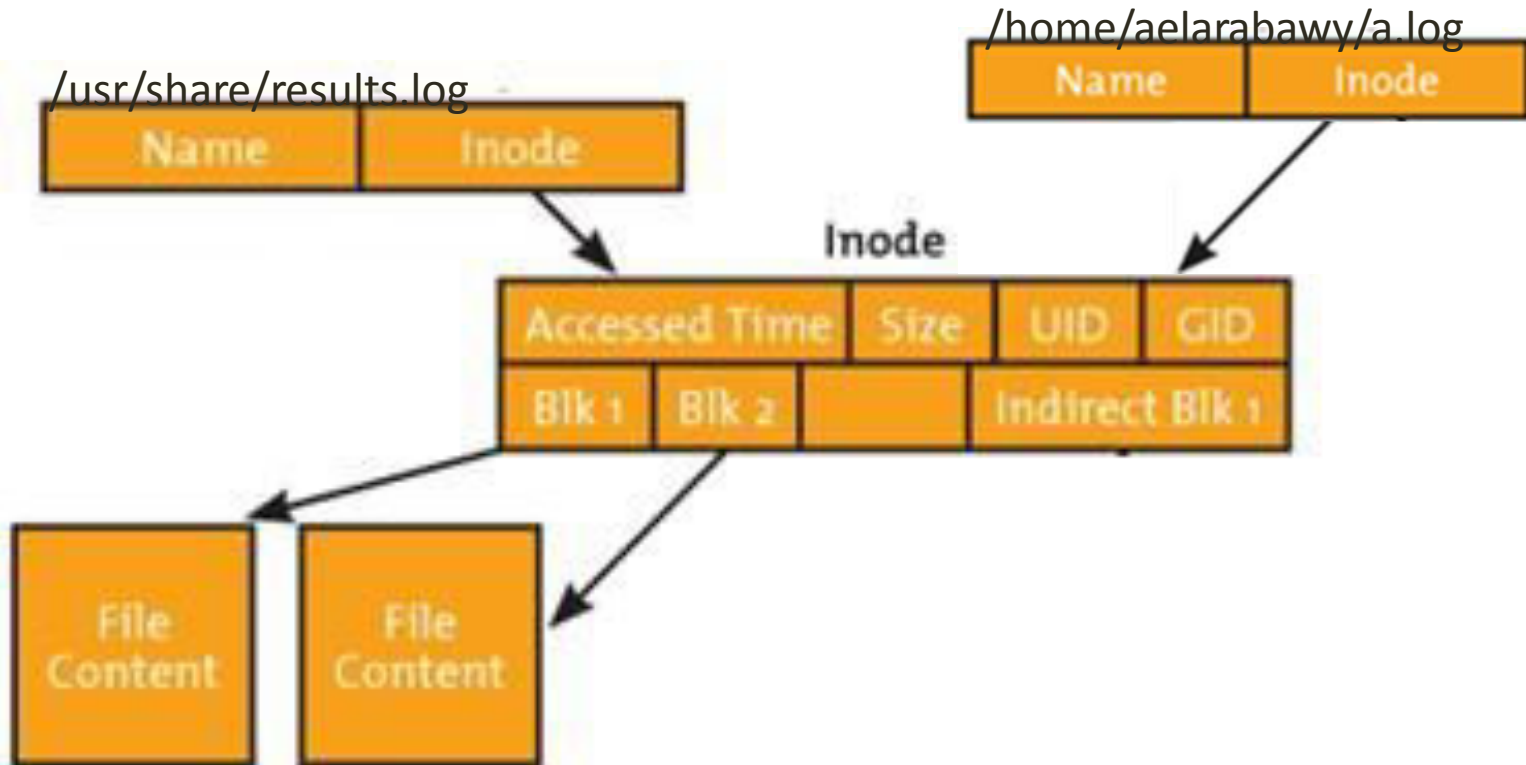 /home/aelarabawy/a.log
Name Inode
/usr/share/results.log
Name Inode
Inode
Accessed Time Size UID GID
Blk 1 Blk 2 Indirect Blk 1
File
Content
File
Content